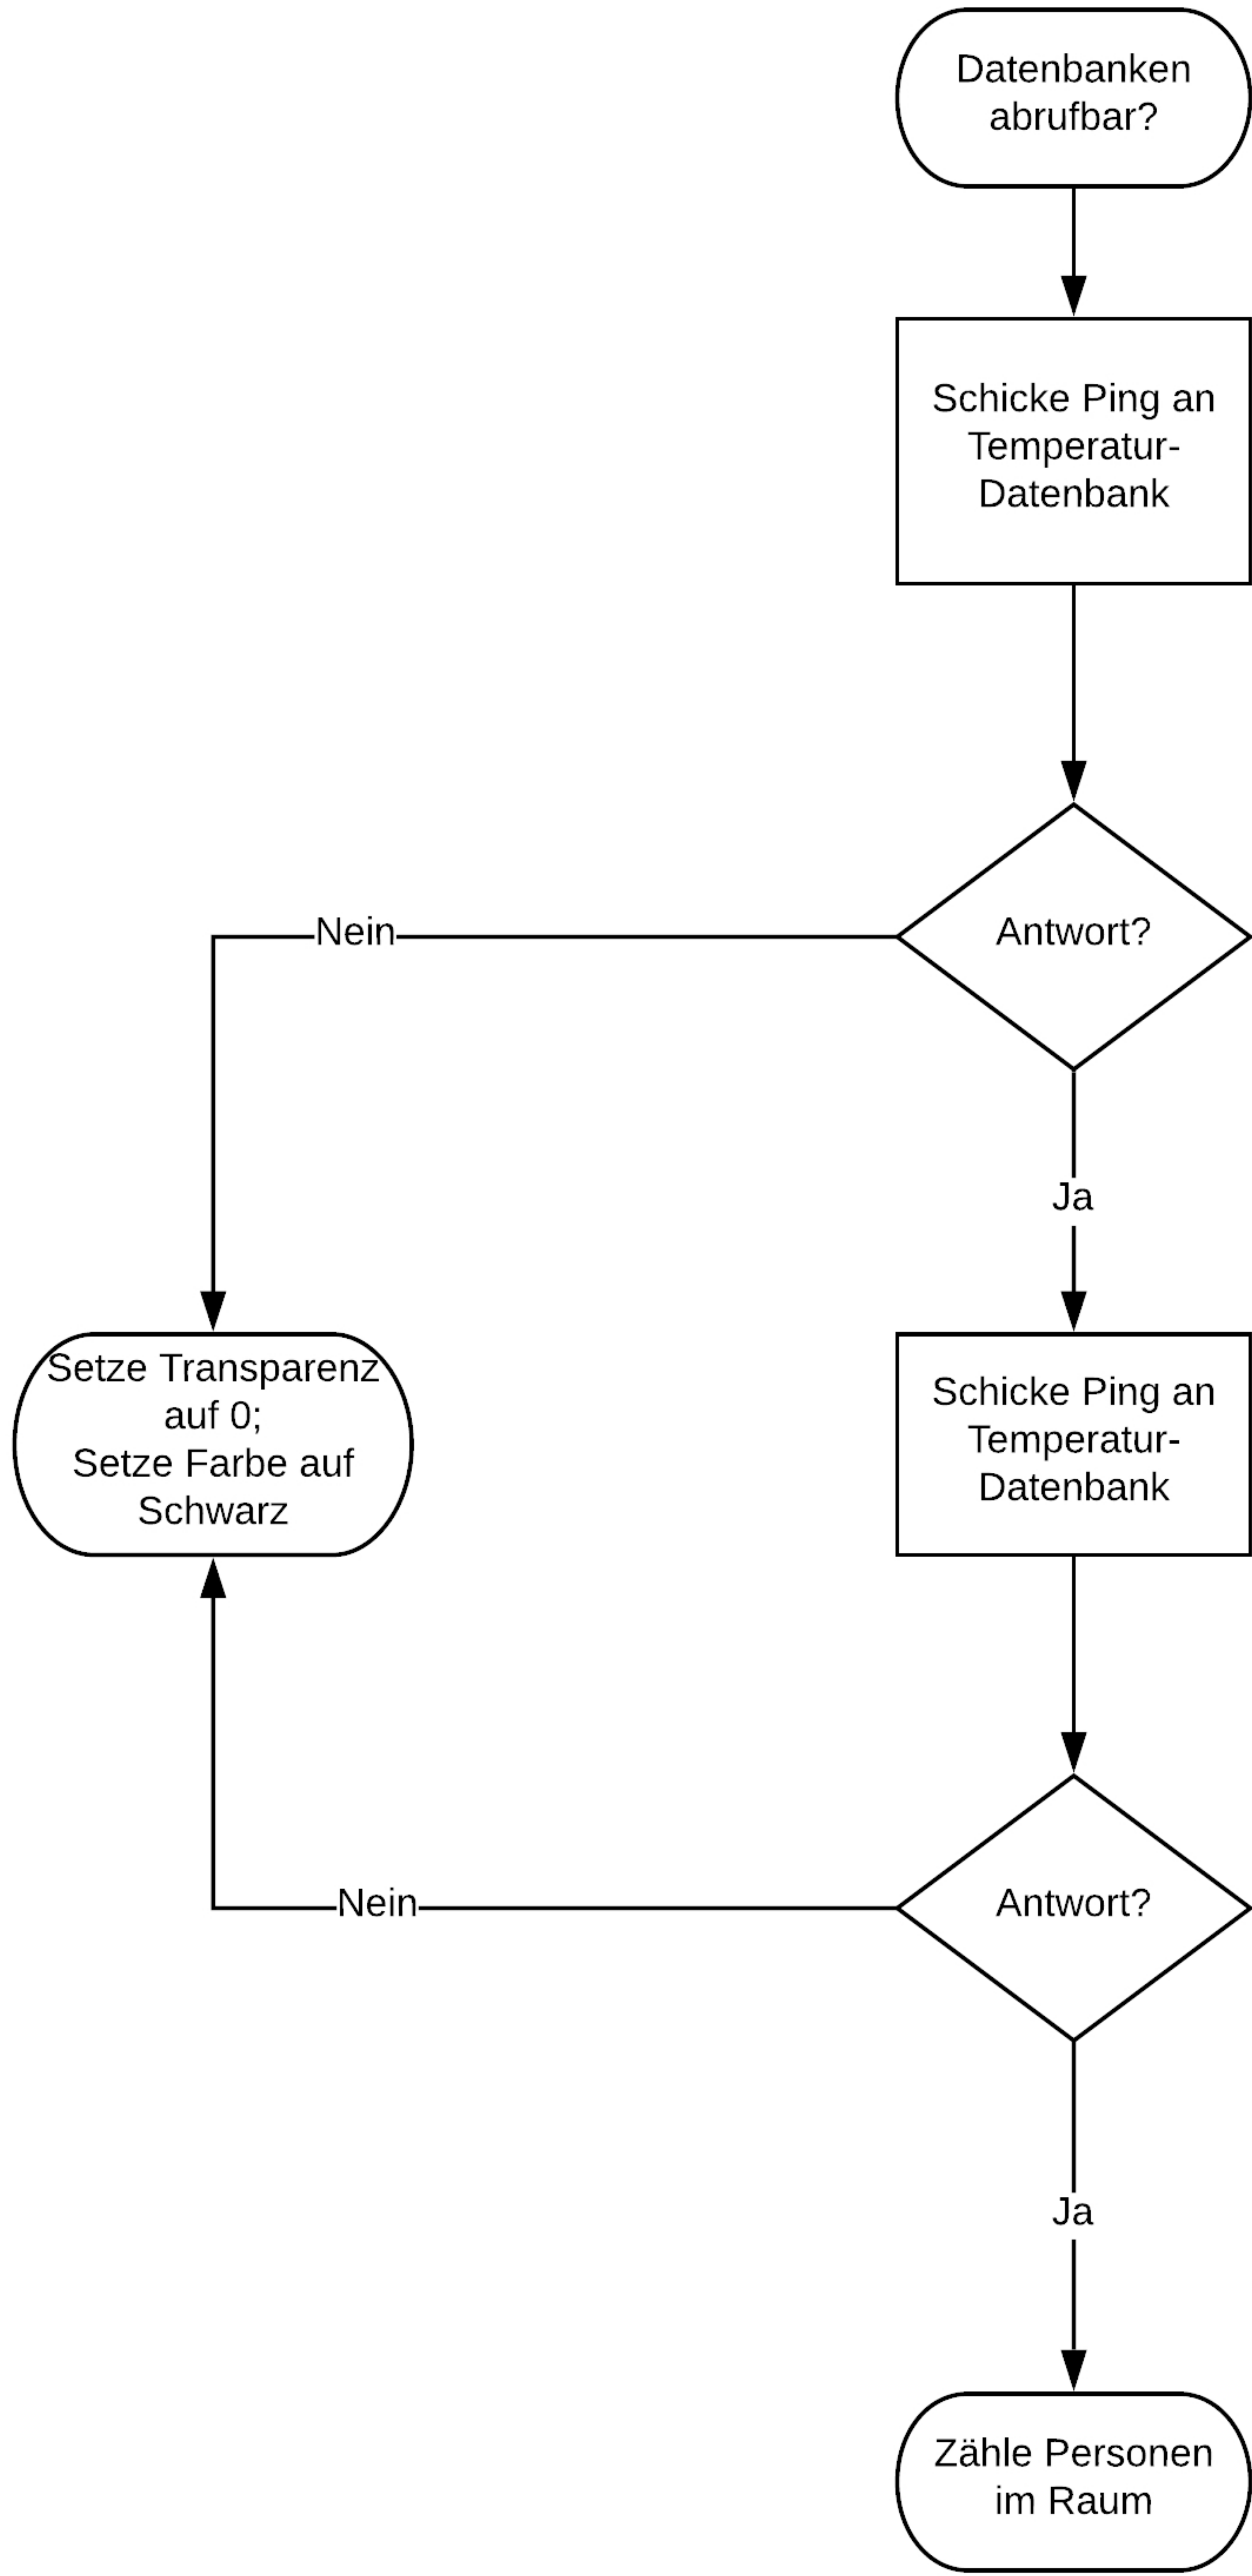 Datenbanken
abrufbar?
Schicke Ping an
Temperatur-
Datenbank
Antwort?
Nein
Ja
Setze Transparenz
auf 0;
Setze Farbe auf
Schwarz
Schicke Ping an
Temperatur-
Datenbank
Antwort?
Nein
Ja
Zähle Personen
im Raum